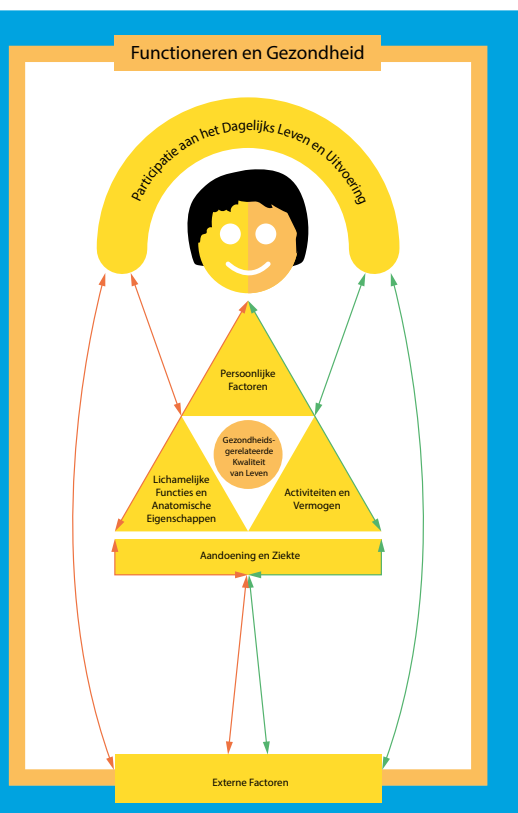 Functioneren en Gezondheid
Participatie aan het Dagelijks Leven en Uitvoering
Persoonlijke
Factoren
Gezondheids-
gerelateerde
Kwaliteit
van Leven
Lichamelijke
Functies en
Anatomische
Eigenschappen
Activiteiten en
Vermogen
Aandoening en Ziekte
Externe Factoren